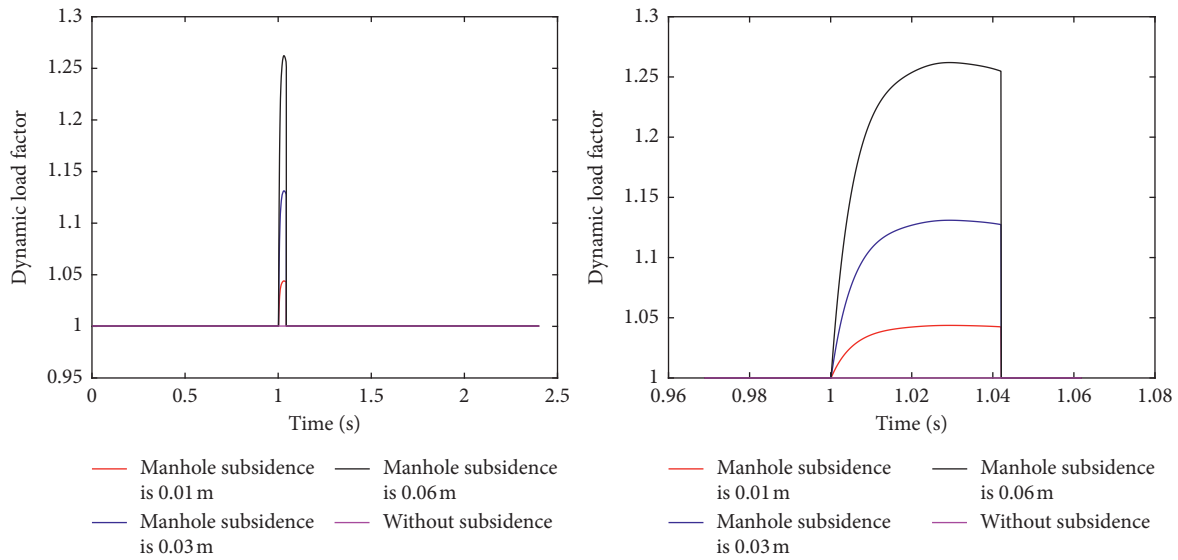 Dynamic load factor
1.3
1.25
1.2
1.15
1.1
1.05
1
0.95
0 0.5 1 1.5 2 2.5
Time (s)
Manhole subsidence
is 0.01 m
Manhole subsidence
is 0.03 m
Manhole subsidence
is 0.06 m
Without subsidence
Dynamic load factor
1.3
1.25
1.2
1.15
1.1
1.05
1
0.96 0.98 1 1.02 1.04 1.06 1.08
Time (s)
Manhole subsidence
is 0.01 m
Manhole subsidence
is 0.03 m
Manhole subsidence
is 0.06 m
Without subsidence